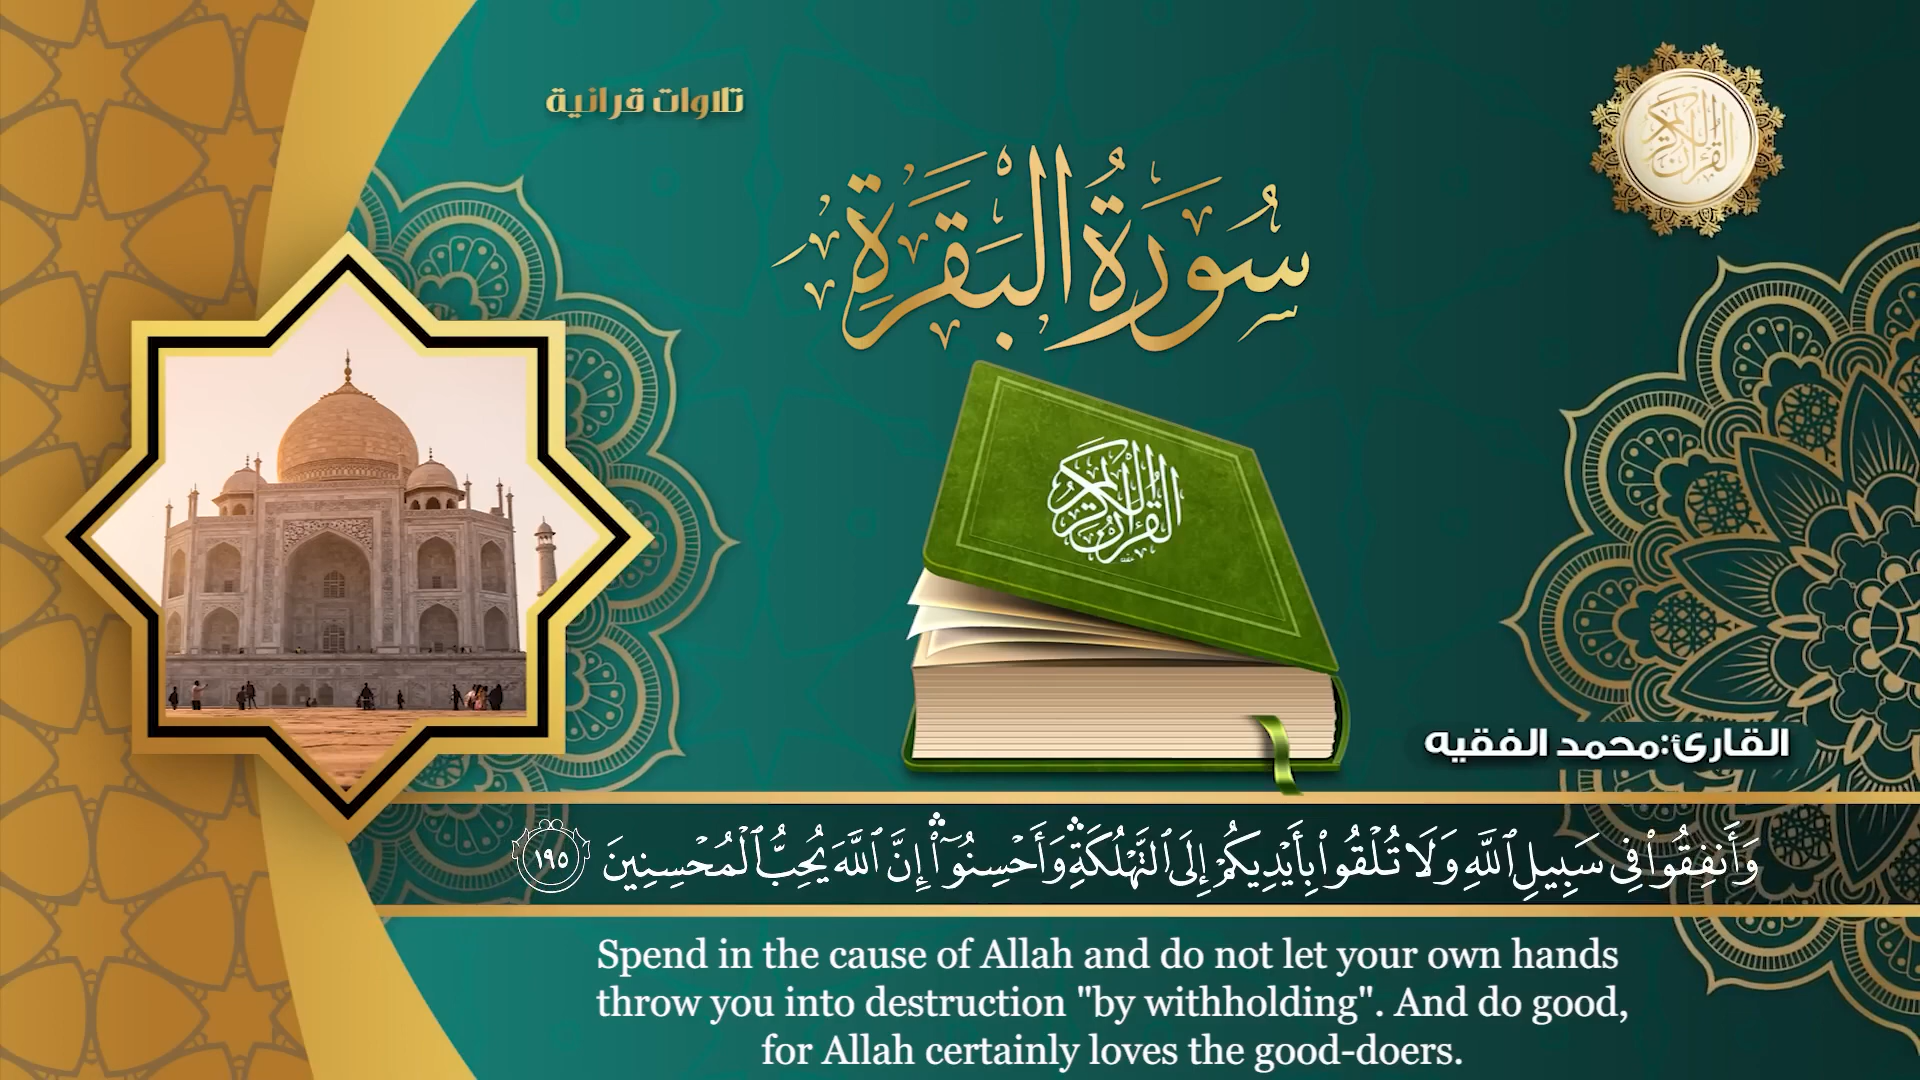 تلاوات قرانية
القرآن الكريم
سُورَةُ البَقَرَةِ
القرآن الكريم
القارئ:محمد الفقيه
وَأَنفِقُوا۟ فِى سَبِيلِ ٱللَّهِ وَلَا تُلْقُوا۟ بِأَيْدِيكُمْ إِلَى ٱلتَّهْلُكَةِ ۛ وَأَحْسِنُوٓا۟ ۛ إِنَّ ٱللَّهَ يُحِبُّ ٱلْمُحْسِنِينَ ١٩٥
Spend in the cause of Allah and do not let your own hands
throw you into destruction "by withholding". And do good,
for Allah certainly loves the good-doers.